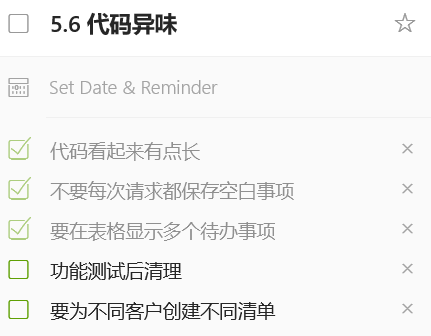 5.6 代码异味
Set Date & Reminder
代码看起来有点长
不要每次请求都保存空白事项
要在表格显示多个待办事项
功能测试后清理
要为不同客户创建不同清单